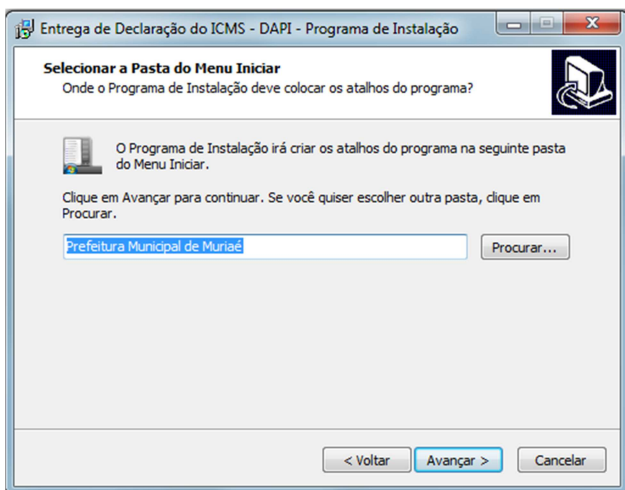 Entrega de Declaração do ICMS - DAPI - Programa de Instalação
Selecionar a Pasta do Menu Iniciar
Onde o Programa de Instalação deve colocar os atalhos do programa?
O Programa de Instalação irá criar os atalhos do programa na seguinte pasta
do Menu Iniciar.
Clique em Avançar para continuar. Se você quiser escolher outra pasta, clique em
Procurar.
Prefeitura Municipal de Muriaé
Procurar...
< Voltar
Avançar >
Cancelar